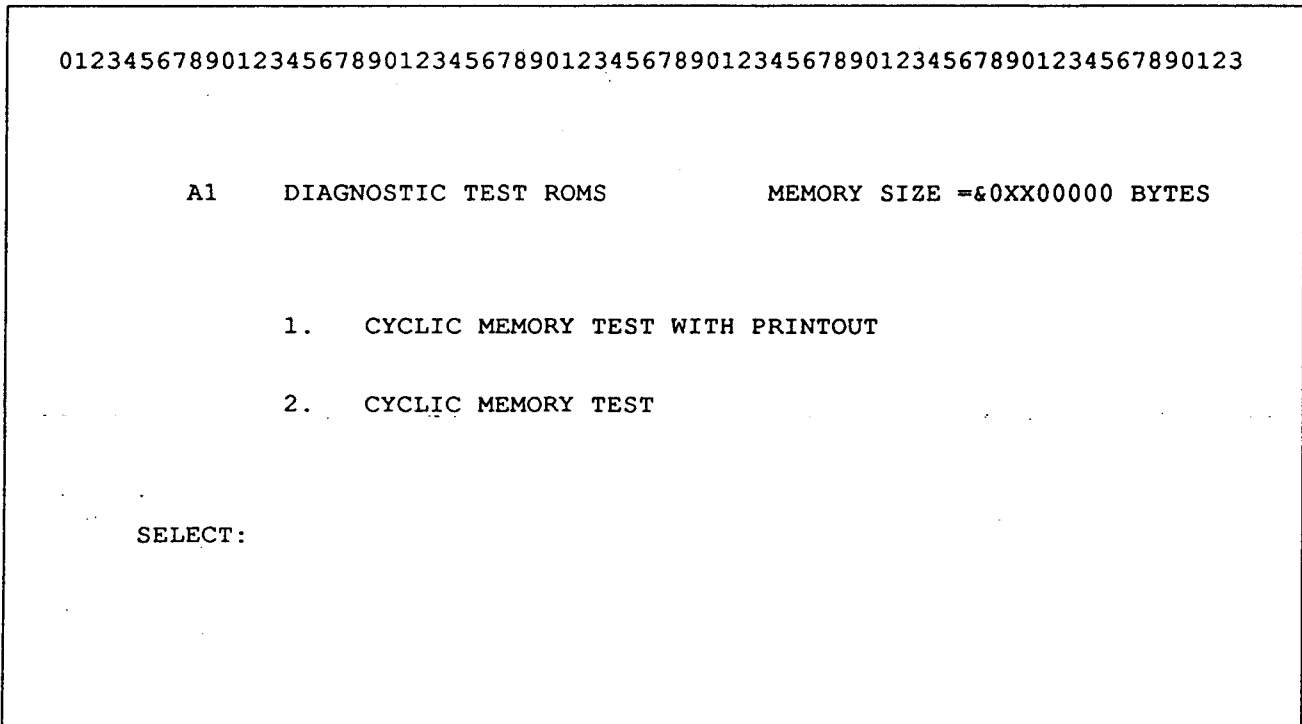 01234567890123456789012345678901234567890123456789012345678901234567890123
A1 DIAGNOSTIC TEST ROMS MEMORY SIZE =&0XX00000 BYTES
1. CYCLIC MEMORY TEST WITH PRINTOUT
2. CYCLIC MEMORY TEST
SELECT: